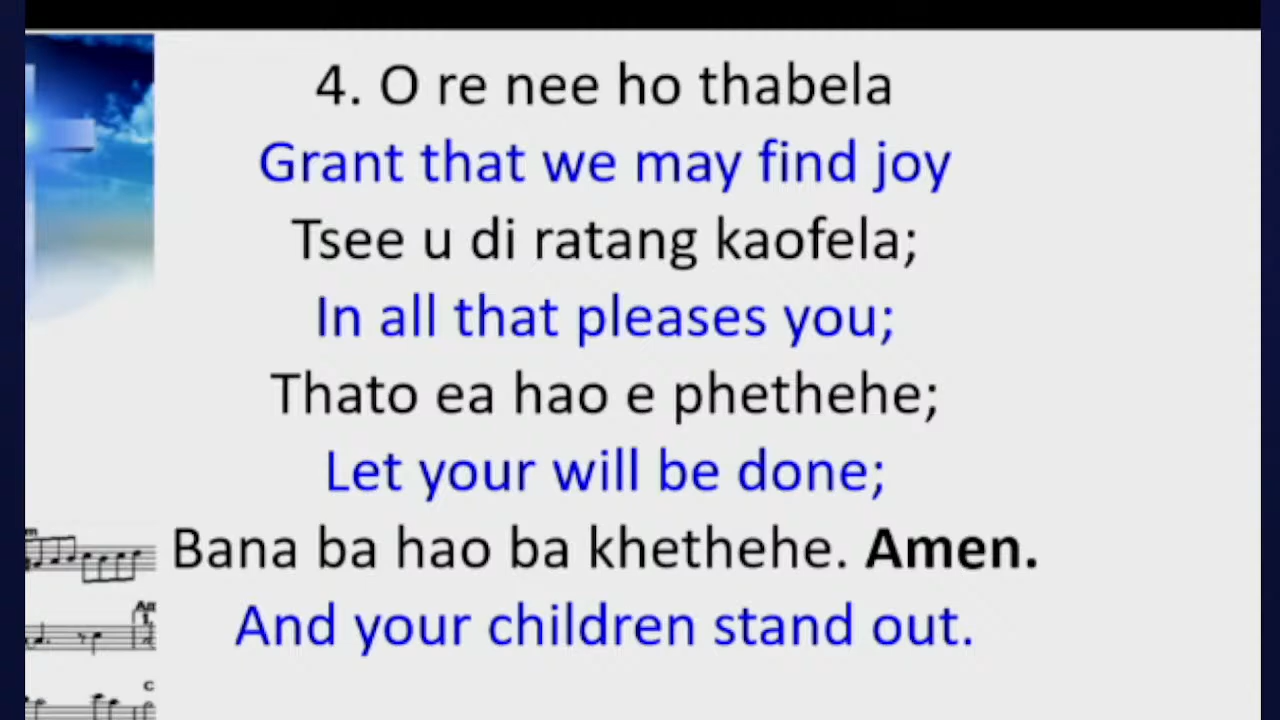 4. O re nee ho thabela
Grant that we may find joy
Tsee u di ratang kaofela;
In all that pleases you;
Thato ea hao e phethehe;
Let your will be done;
Bana ba hao ba khethehe. Amen.
And your children stand out.
C